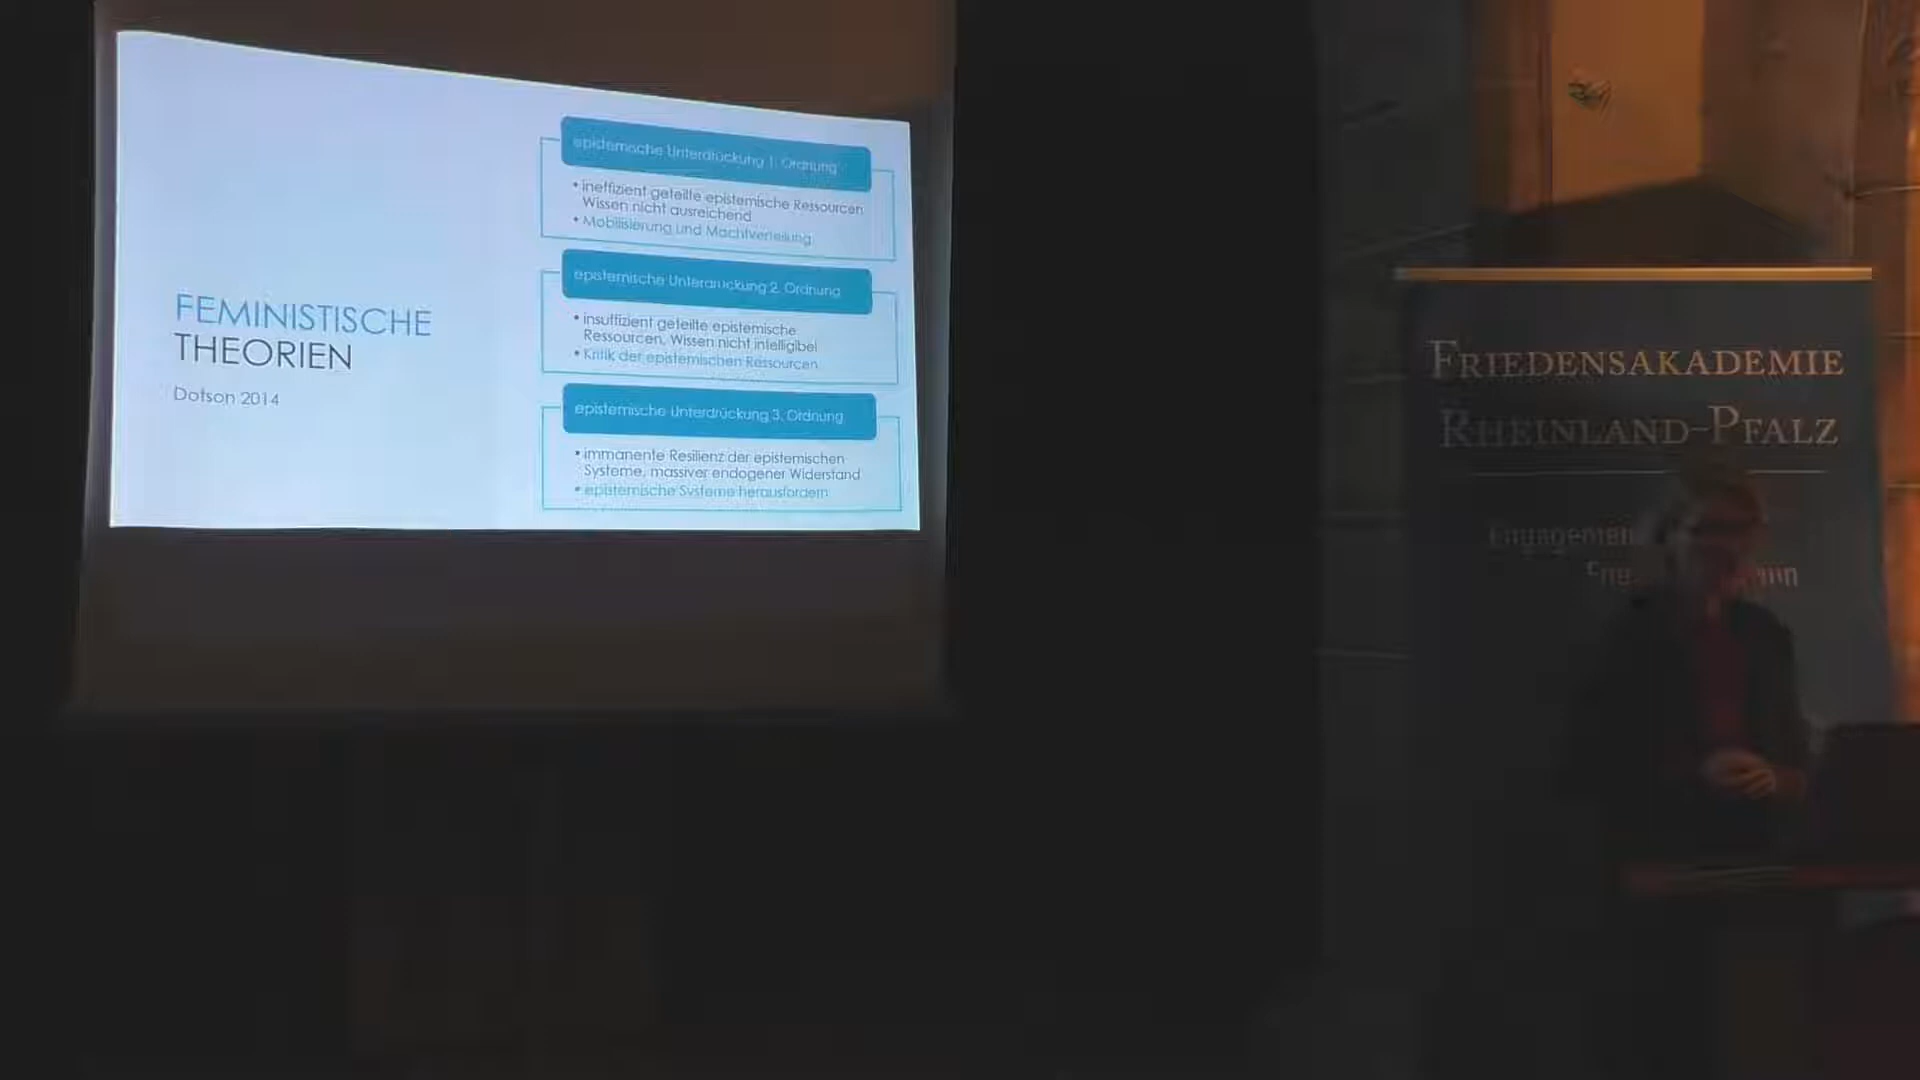 FEMINISTISCHE
THEORIEN
Dotson 2014
epistemische Unterdrückung 1. Ordnung
• ineffizient geteilte epistemische Ressourcen
Wissen nicht ausreichend
• Mobilisierung und Machtverteilung
epistemische Unterdrückung 2. Ordnung
• insuffizient geteilte epistemische
Ressourcen, Wissen nicht intelligibel
• Kritik der epistemischen Ressourcen
epistemische Unterdrückung 3. Ordnung
• immanente Resilienz der epistemischen
Systeme, massiver endogener Widerstand
• epistemische Systeme herausfordern
FRIEDENSAKADEMIE
RHEINLAND-PFALZ